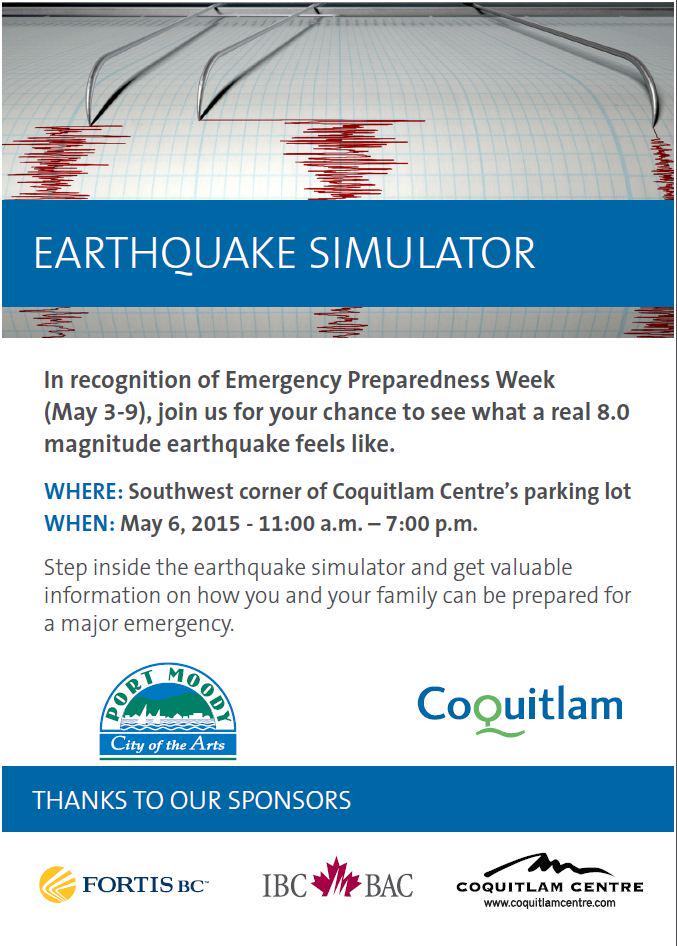 EARTHQUAKE SIMULATOR
In recognition of Emergency Preparedness Week
(May 3-9), join us for your chance to see what a real 8.0
magnitude earthquake feels like.
WHERE: Southwest corner of Coquitlam Centre's parking lot
WHEN: May 6, 2015 - 11:00 a.m. – 7:00 p.m.
Step inside the earthquake simulator and get valuable
information on how you and your family can be prepared for
a major emergency.
PORT MOODY
City of the Arts
Coquitlam
THANKS TO OUR SPONSORS
FORTIS BC™
IBC BAC
COQUITLAM CENTRE
www.coquitlamcentre.com